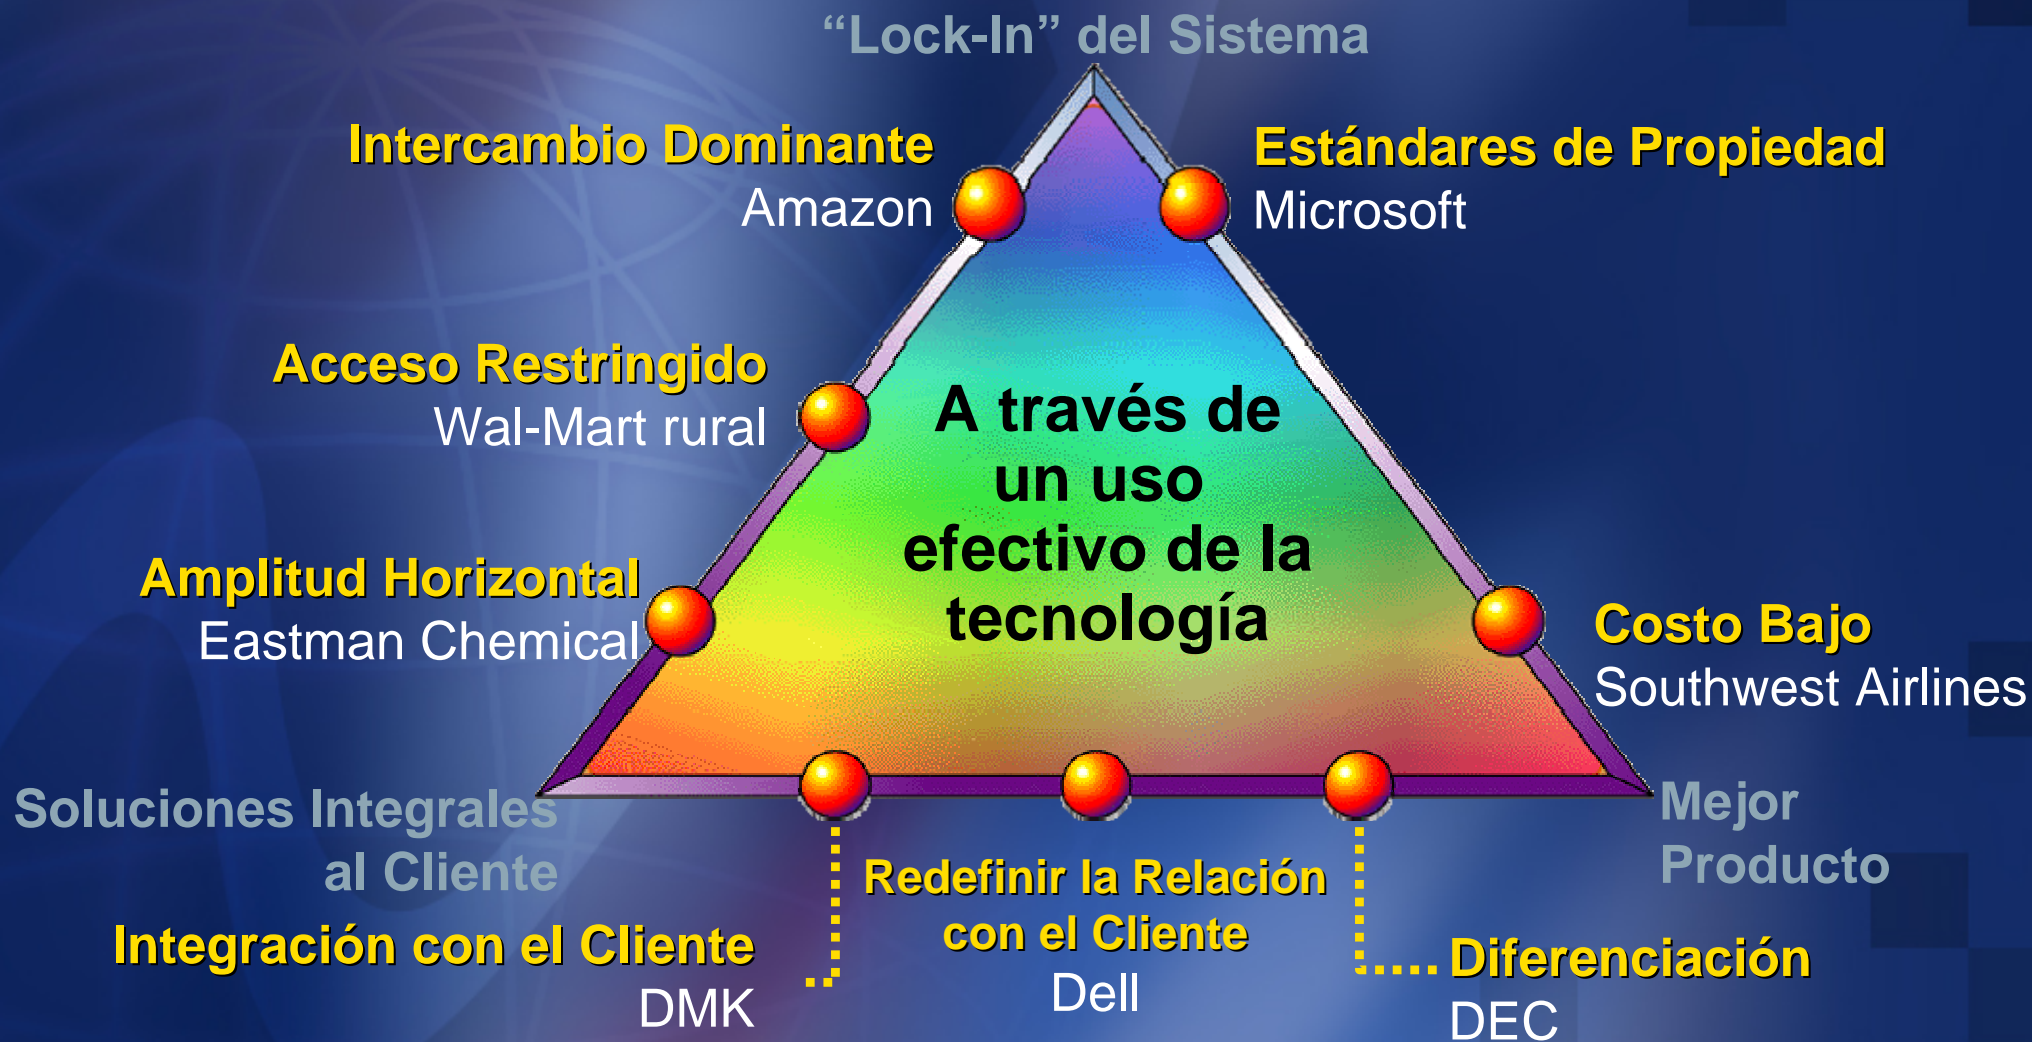 “Lock-In” del Sistema
Intercambio Dominante
Amazon
Estándares de Propiedad
Microsoft
Acceso Restringido
Wal-Mart rural
A través de
un uso
efectivo de la
tecnología
Amplitud Horizontal
Eastman Chemical
Costo Bajo
Southwest Airlines
Soluciones Integrales
al Cliente
Mejor
Producto
Integración con el Cliente
DMK
Redefinir la Relación
con el Cliente
Dell
Diferenciación
DEC